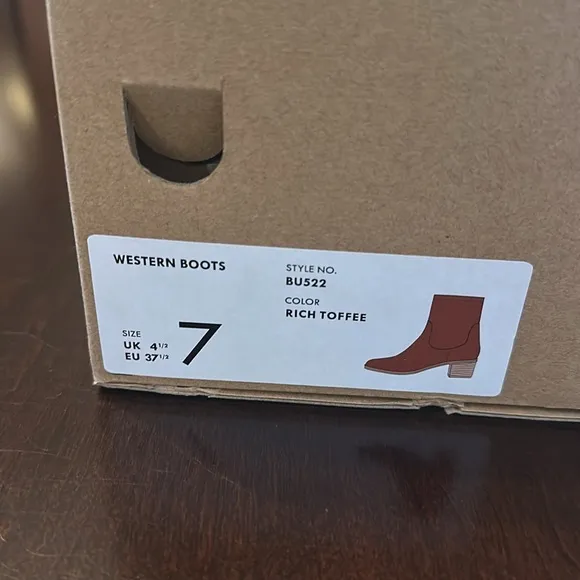 WESTERN BOOTS
STYLE NO.
BU522
COLOR
RICH TOFFEE
SIZE
UK 4 1/2
EU 37 1/2
7